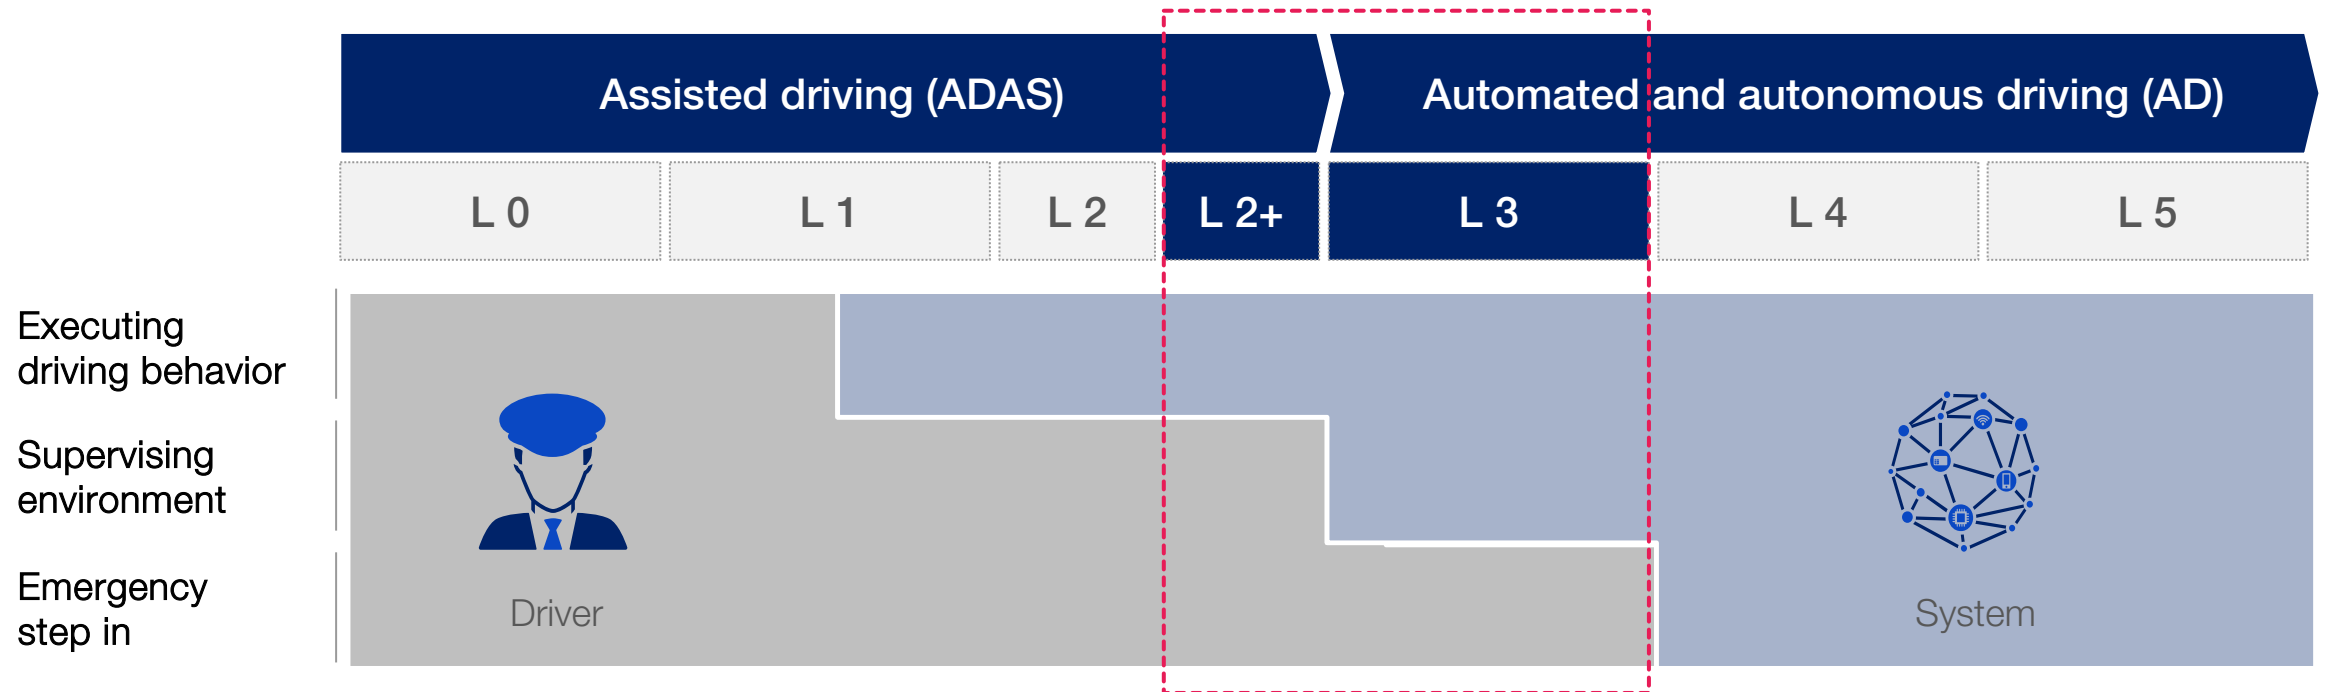 Assisted driving (ADAS)
Automated and autonomous driving (AD)
L 0
L 1
L 2
L 2+
L 3
L 4
L 5
Executing
driving behavior
Supervising
environment
Emergency
step in
Driver
System